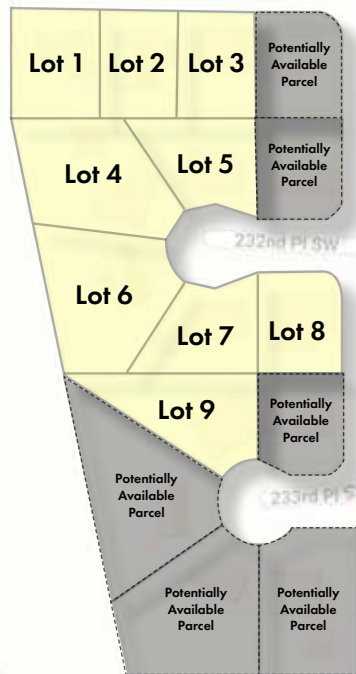 Lot 1
Lot 2
Lot 3
Potentially
Available
Parcel
Lot 4
Lot 5
Potentially
Available
Parcel
232nd Pl SW
Lot 6
Lot 7
Lot 8
Lot 9
Potentially
Available
Parcel
Potentially
Available
Parcel
233rd Pl S
Potentially
Available
Parcel
Potentially
Available
Parcel